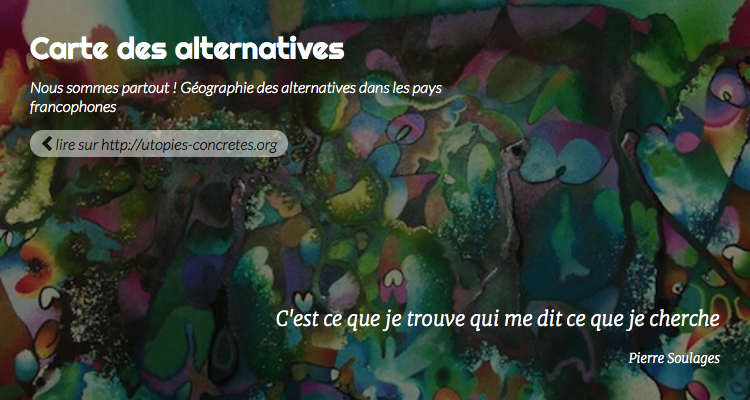 Carte des alternatives
Nous sommes partout ! Géographie des alternatives dans les pays
francophones
lire sur http://utopies-concretes.org
C'est ce que je trouve qui me dit ce que je cherche
Pierre Soulages